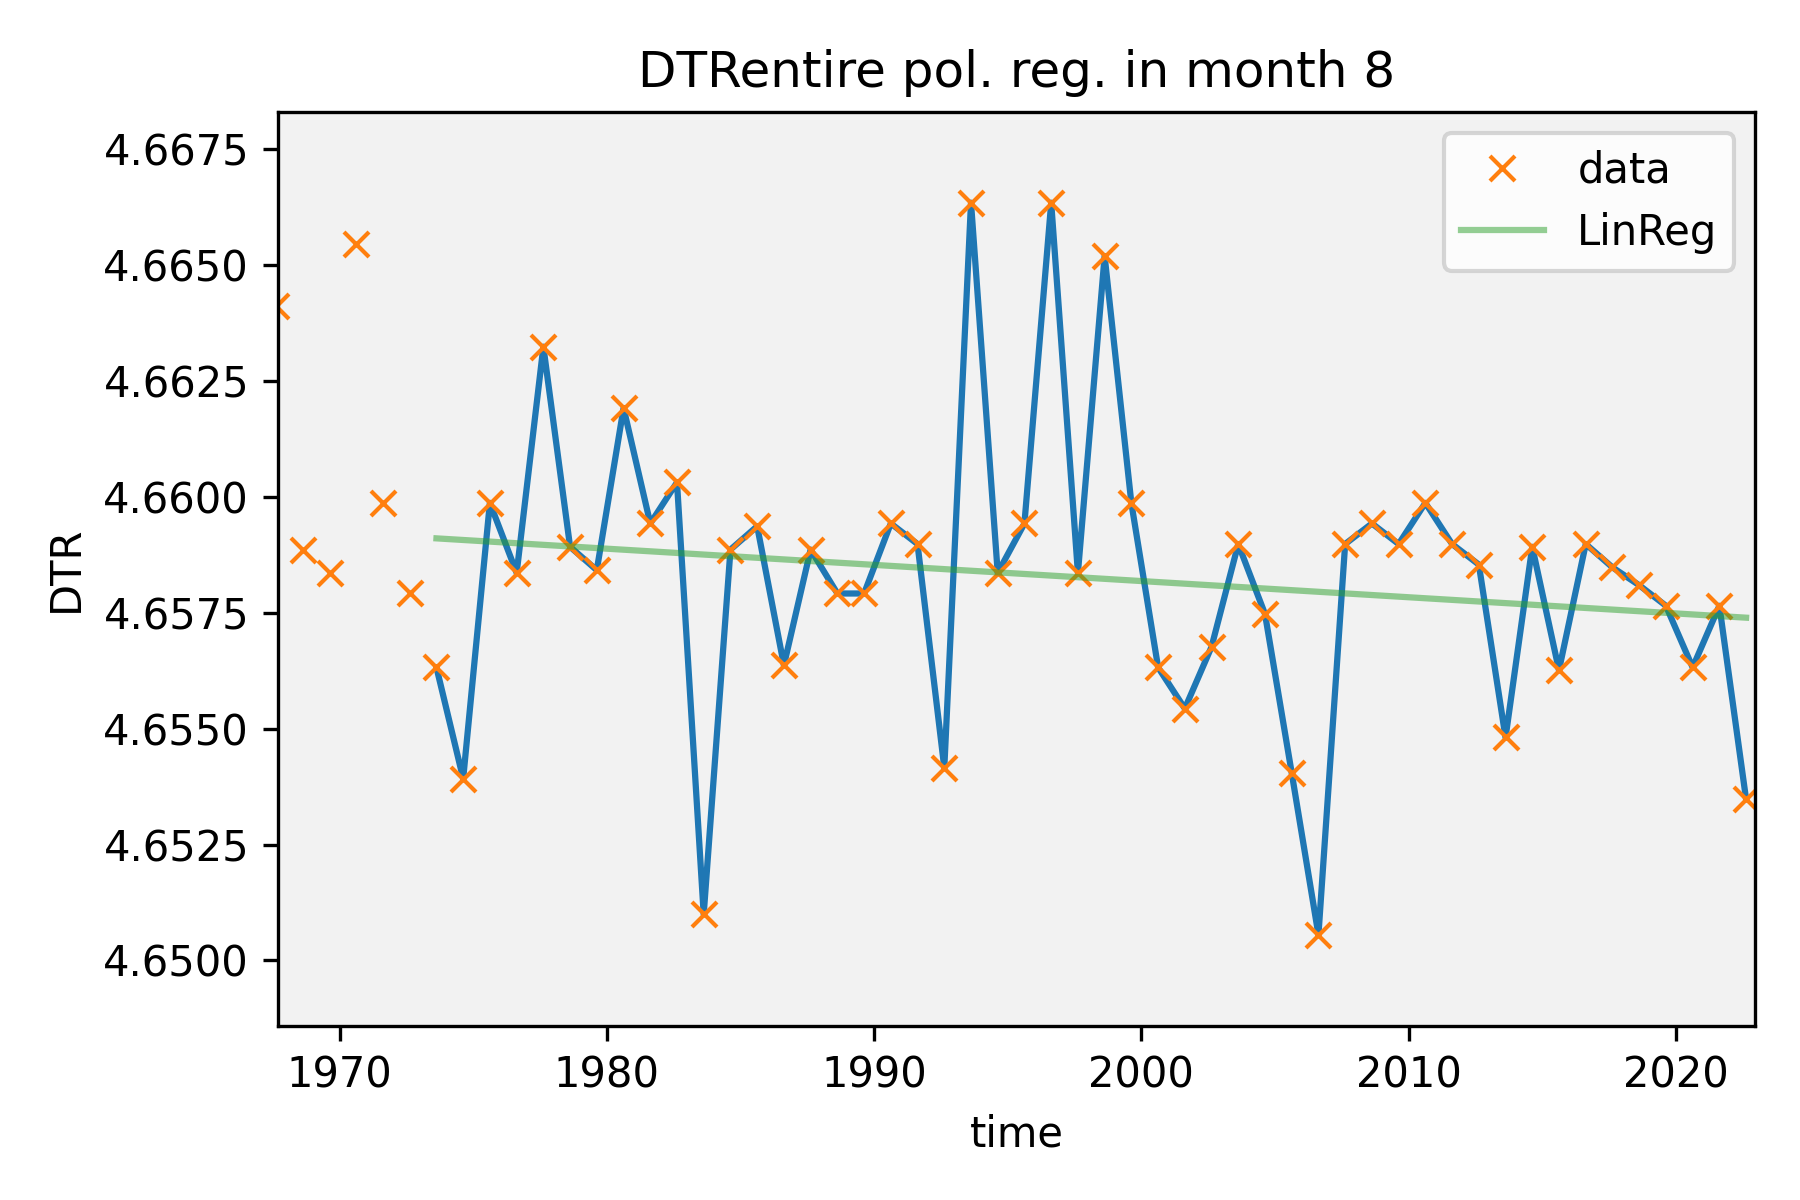 DTRentire pol. reg. in month 8
data
LinReg
4.6675
4.6650
4.6625
4.6600
4.6575
4.6550
4.6525
4.6500
DTR
1970 1980 1990 2000 2010 2020
time